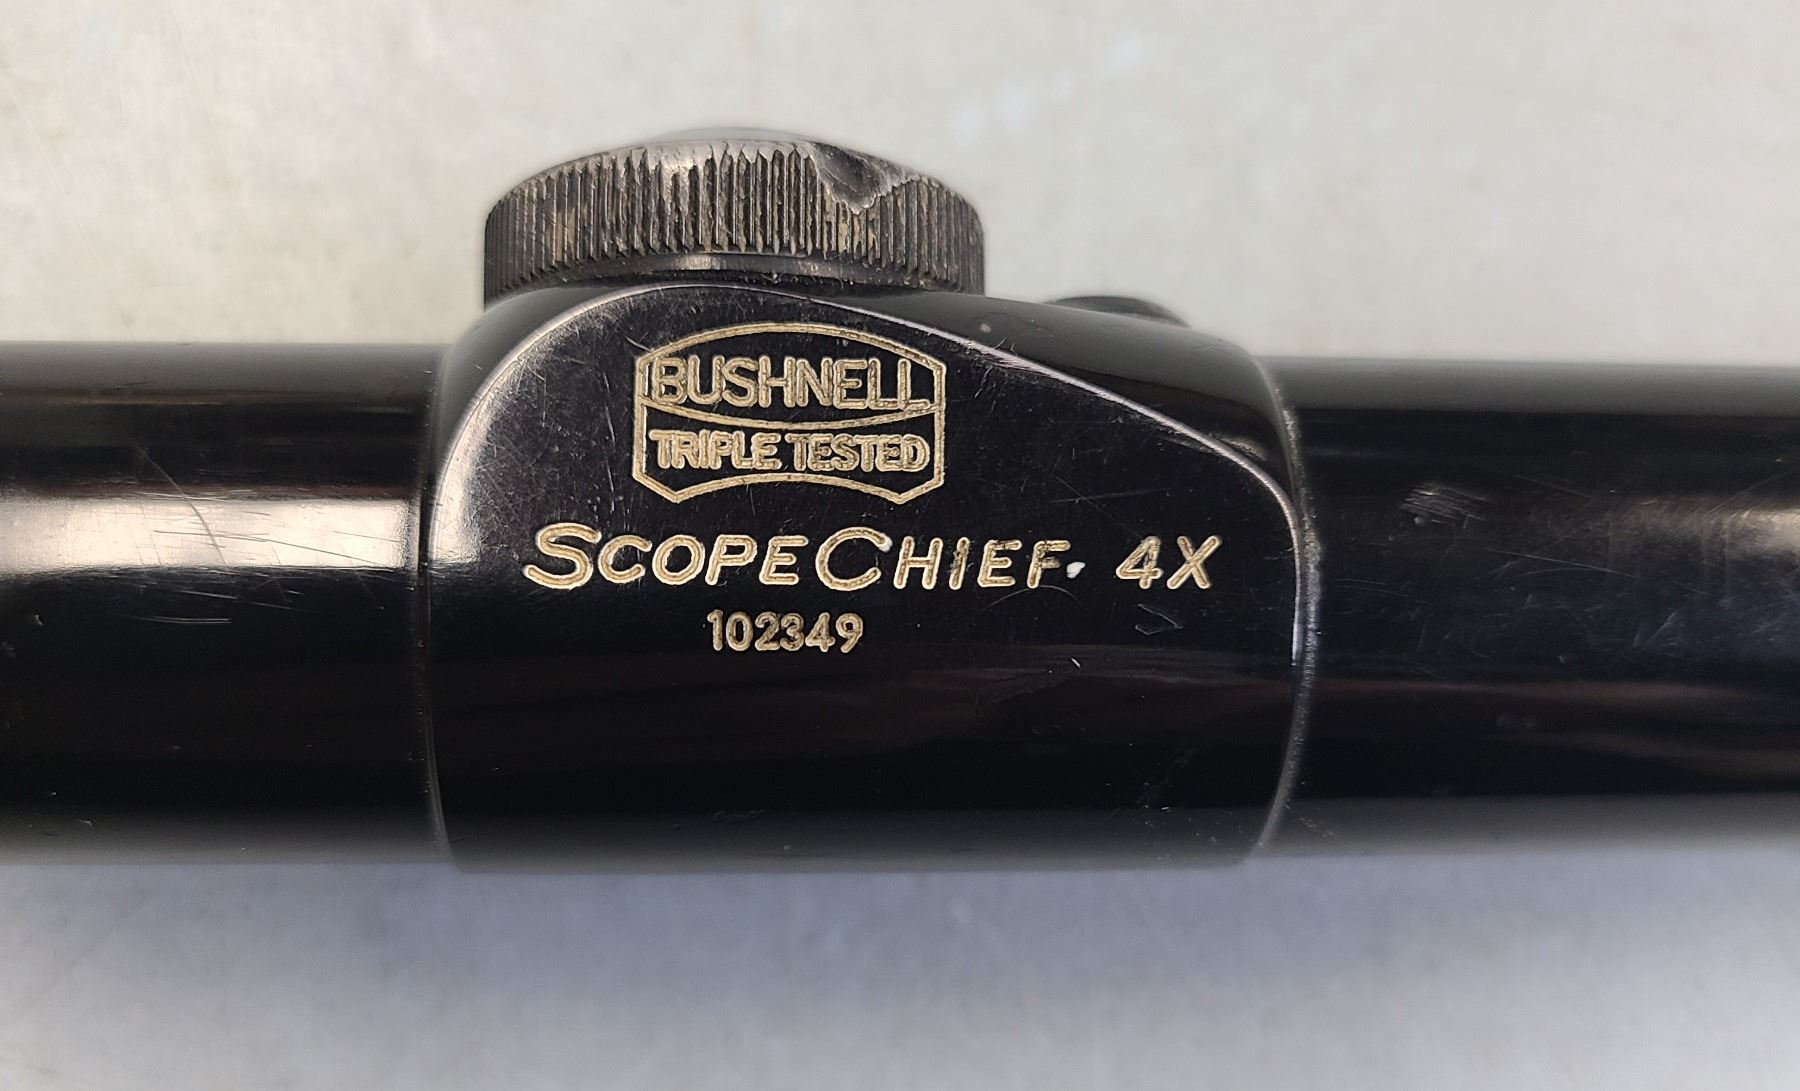 BUSHNELL
TRIPLE TESTED
SCOPECHIEF. 4X
102349